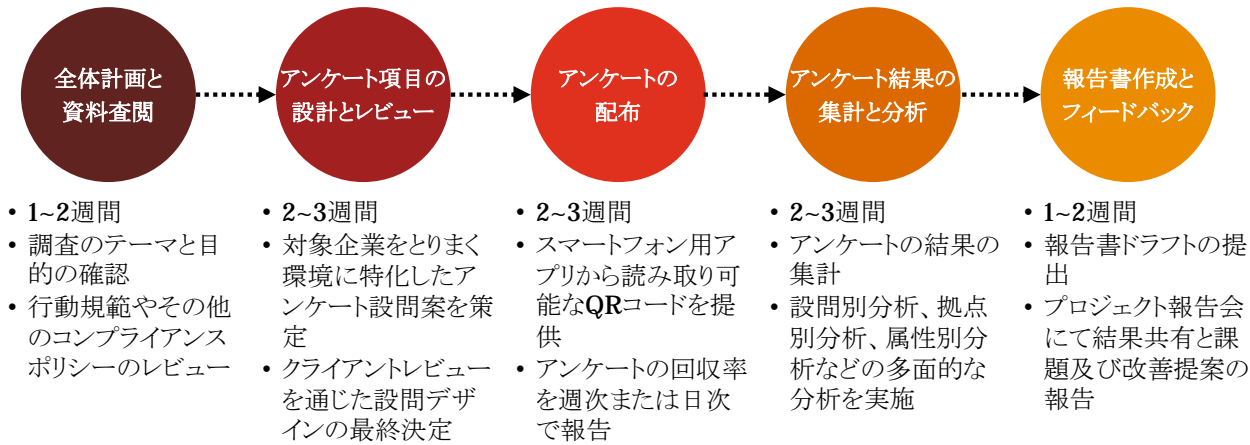 全体計画と
資料査閲
アンケート項目の
設計とレビュー
アンケートの
配布
アンケート結果の
集計と分析
報告書作成と
フィードバック
• 1~2週間
• 調査のテーマと目
的の確認
• 行動規範やその他
のコンプライアンス
ポリシーのレビュー
• 2~3週間
• 対象企業をとりまく
環境に特化したア
ンケート設問案を策
定
• クライアントレビュー
を通じた設問デザ
インの最終決定
• 2~3週間
• スマートフォン用ア
プリから読み取り可
能なQRコードを提
供
• アンケートの回収率
を週次または日次
で報告
• 2~3週間
• アンケートの結果の
集計
• 設問別分析、拠点
別分析、属性別分
析などの多面的な
分析を実施
• 1~2週間
• 報告書ドラフトの提
出
• プロジェクト報告会
にて結果共有と課
題及び改善提案の
報告